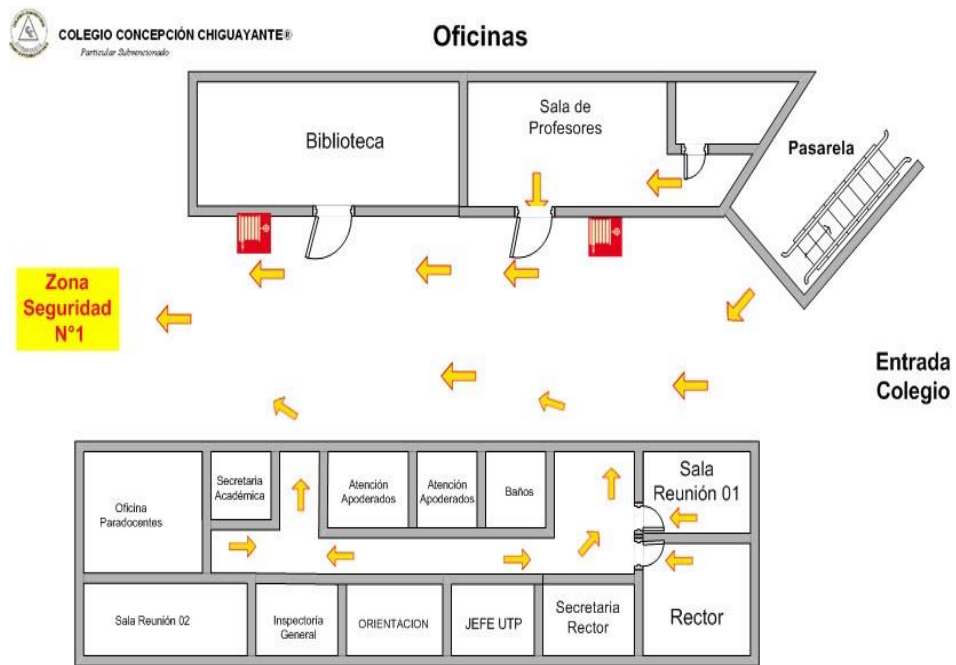 COLEGIO CONCEPCIÓN CHIGUAYANTE®
Particular Subvencionado
Oficinas
Biblioteca
Sala de
Profesores
Pasarela
Zona
Seguridad
N°1
Entrada
Colegio
Oficina
Paradocentes
Secretaria
Académica
Atención
Apoderados
Atención
Apoderados
Baños
Sala
Reunión 01
Sala Reunión 02
Inspectoría
General
ORIENTACION
JEFE UTP
Secretaria
Rector
Rector